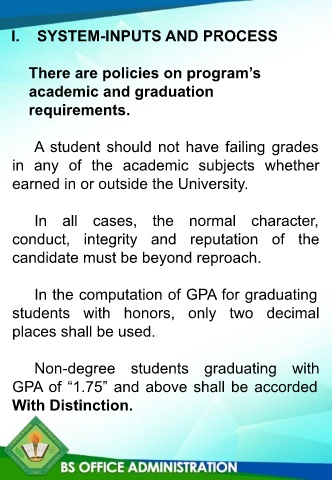 I. SYSTEM-INPUTS AND PROCESS
There are policies on program's
academic and graduation
requirements.
A student should not have failing grades
in any of the academic subjects whether
earned in or outside the University.
In all cases, the normal character,
conduct, integrity and reputation of the
candidate must be beyond reproach.
In the computation of GPA for graduating
students with honors, only two decimal
places shall be used.
Non-degree students graduating with
GPA of "1.75" and above shall be accorded
With Distinction.
BS OFFICE ADMINISTRATION